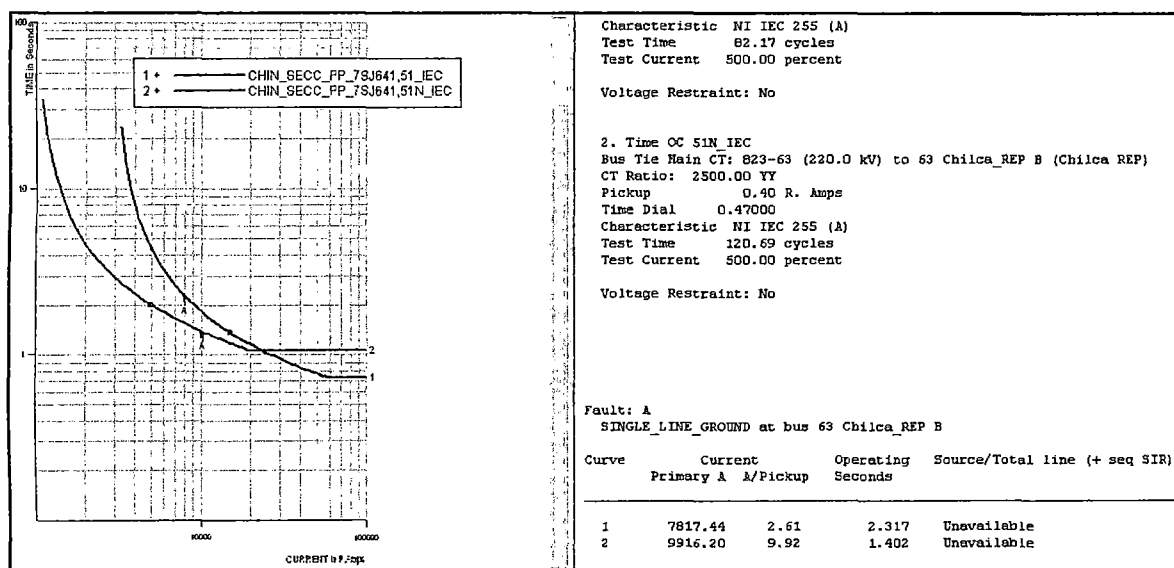 100
TIME in Seconds
1 + CHIN_SECC_PP_7SJ641,51_IEC
2 + CHIN_SECC_PP_7SJ641,51N_IEC
10
A
A
1
2
1
10000
100000
Characteristic NI IEC 255 (A)
Test Time 82.17 cycles
Test Current 500.00 percent
Voltage Restraint: No
2. Time OC 51N_IEC
Bus Tie Main CT: 823-63 (220.0 kV) to 63 Chilca_REP B (Chilca REP)
CT Ratio: 2500.00 YY
Pickup 0.40 R. Amps
Time Dial 0.47000
Characteristic NI IEC 255 (A)
Test Time 120.69 cycles
Test Current 500.00 percent
Voltage Restraint: No
Fault: A
SINGLE_LINE_GROUND at bus 63 Chilca_REP B
Curve Current Operating Source/Total line (+ seq SIR)
Primary A A/Pickup Seconds
1 7817.44 2.61 2.317 Unavailable
2 9916.20 9.92 1.402 Unavailable
CURRENT in